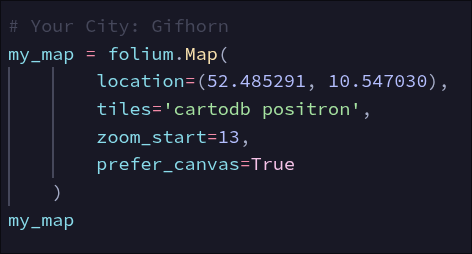 # Your City: Gifhorn
my_map = folium.Map(
        location=(52.485291, 10.547030),
        tiles='cartodb positron',
        zoom_start=13,
        prefer_canvas=True
    )
my_map